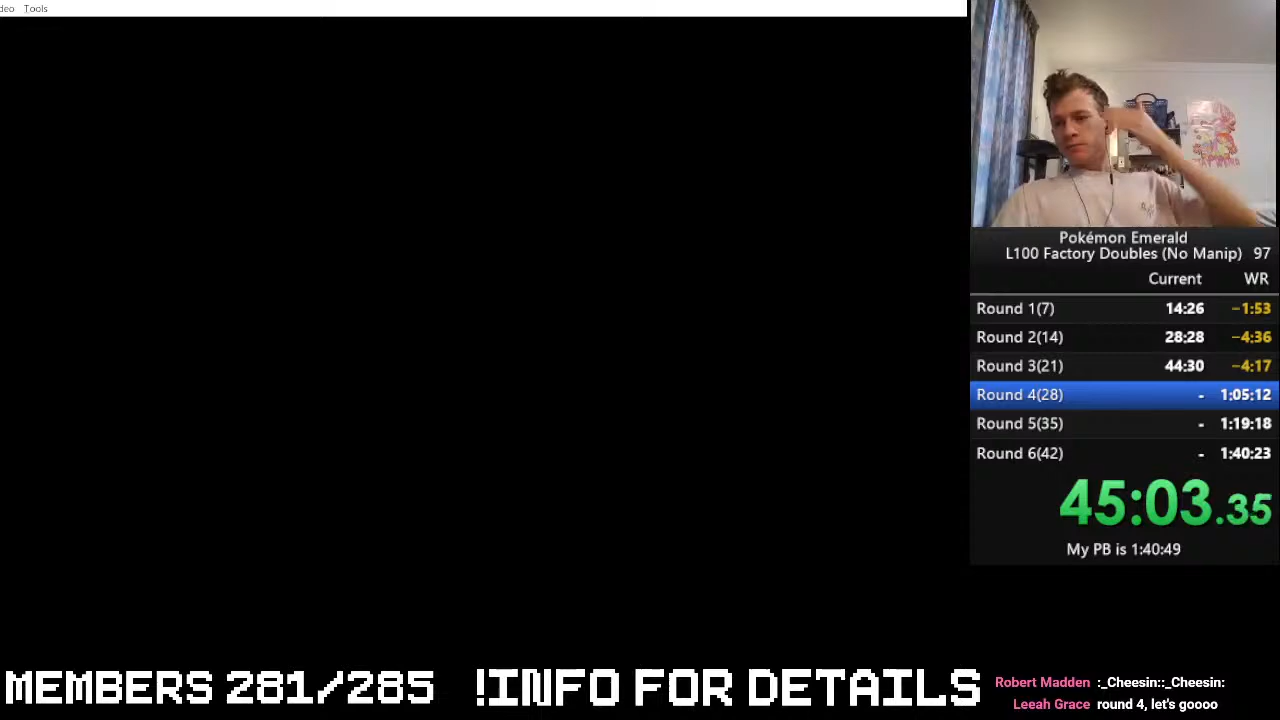 deo Tools
Pokémon Emerald
L100 Factory Doubles (No Manip) 97
Current WR
Round 1(7) 14:26 −1:53
Round 2(14) 28:28 −4:36
Round 3(21) 44:30 −4:17
Round 4(28) - 1:05:12
Round 5(35) - 1:19:18
Round 6(42) - 1:40:23
45:03.35
My PB is 1:40:49
MEMBERS 281/285 !INFO FOR DETAILS
Robert Madden :_Cheesin::_Cheesin:
Leeah Grace round 4, let's goooo